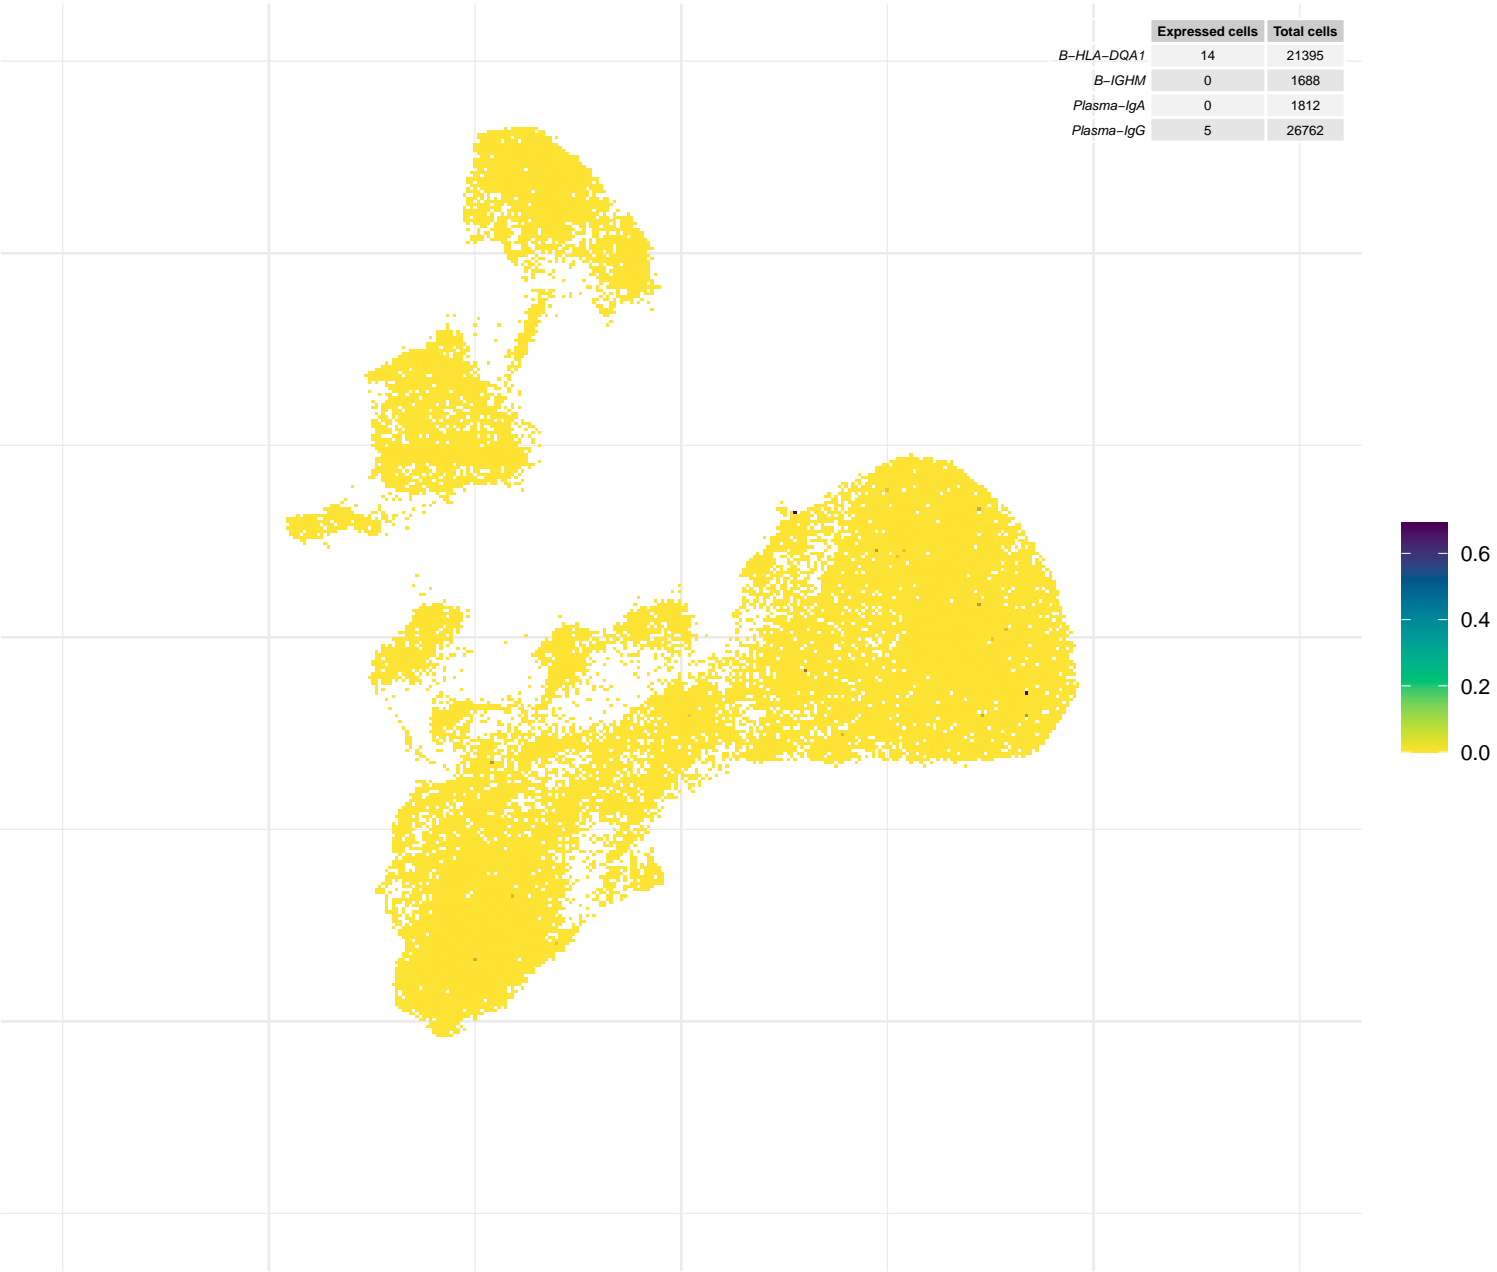 Expressed cells Total cells
B−HLA−DQA1 14 21395
B−IGHM 0 1688
Plasma−IgA 0 1812
Plasma−IgG 5 26762
0.6
0.4
0.2
0.0